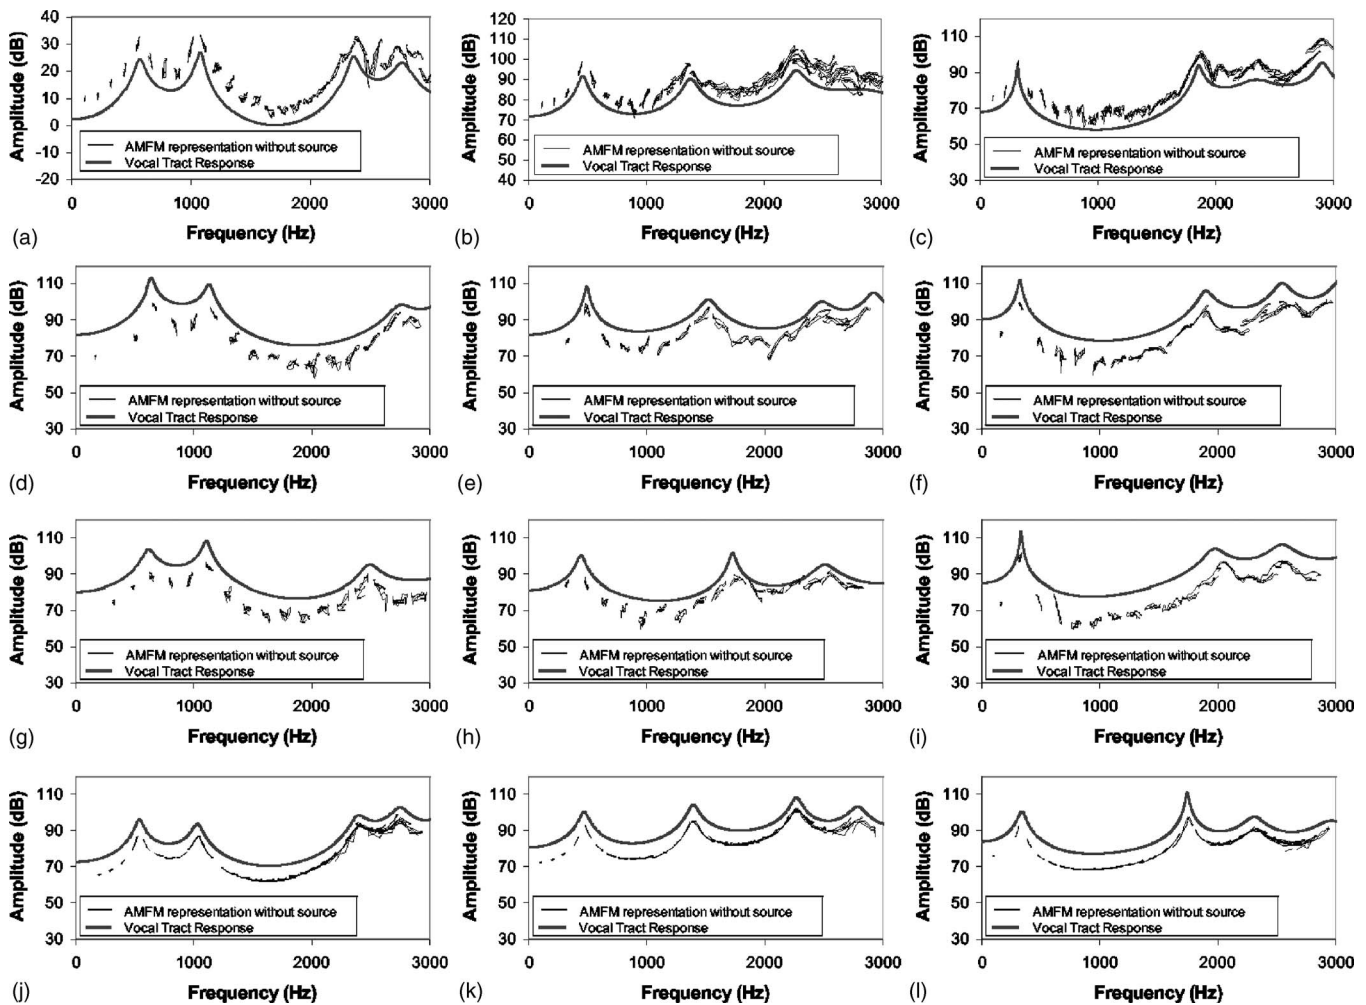 40
30
20
10
0
-10
-20
Amplitude (dB)
AMFM representation without source
Vocal Tract Response
0 1000 2000 3000
(a) Frequency (Hz)
120
110
100
90
80
70
60
50
40
Amplitude (dB)
AMFM representation without source
Vocal Tract Response
0 1000 2000 3000
(b) Frequency (Hz)
110
90
70
50
30
Amplitude (dB)
AMFM representation without source
Vocal Tract Response
0 1000 2000 3000
(c) Frequency (Hz)
110
90
70
50
30
Amplitude (dB)
AMFM representation without source
Vocal Tract Response
0 1000 2000 3000
(d) Frequency (Hz)
110
90
70
50
30
Amplitude (dB)
AMFM representation without source
Vocal Tract Response
0 1000 2000 3000
(e) Frequency (Hz)
110
90
70
50
30
Amplitude (dB)
AMFM representation without source
Vocal Tract Response
0 1000 2000 3000
(f) Frequency (Hz)
110
90
70
50
30
Amplitude (dB)
AMFM representation without source
Vocal Tract Response
0 1000 2000 3000
(g) Frequency (Hz)
110
90
70
50
30
Amplitude (dB)
AMFM representation without source
Vocal Tract Response
0 1000 2000 3000
(h) Frequency (Hz)
110
90
70
50
30
Amplitude (dB)
AMFM representation without source
Vocal Tract Response
0 1000 2000 3000
(i) Frequency (Hz)
110
90
70
50
30
Amplitude (dB)
AMFM representation without source
Vocal Tract Response
0 1000 2000 3000
(j) Frequency (Hz)
110
90
70
50
30
Amplitude (dB)
AMFM representation without source
Vocal Tract Response
0 1000 2000 3000
(k) Frequency (Hz)
110
90
70
50
30
Amplitude (dB)
AMFM representation without source
Vocal Tract Response
0 1000 2000 3000
(l) Frequency (Hz)